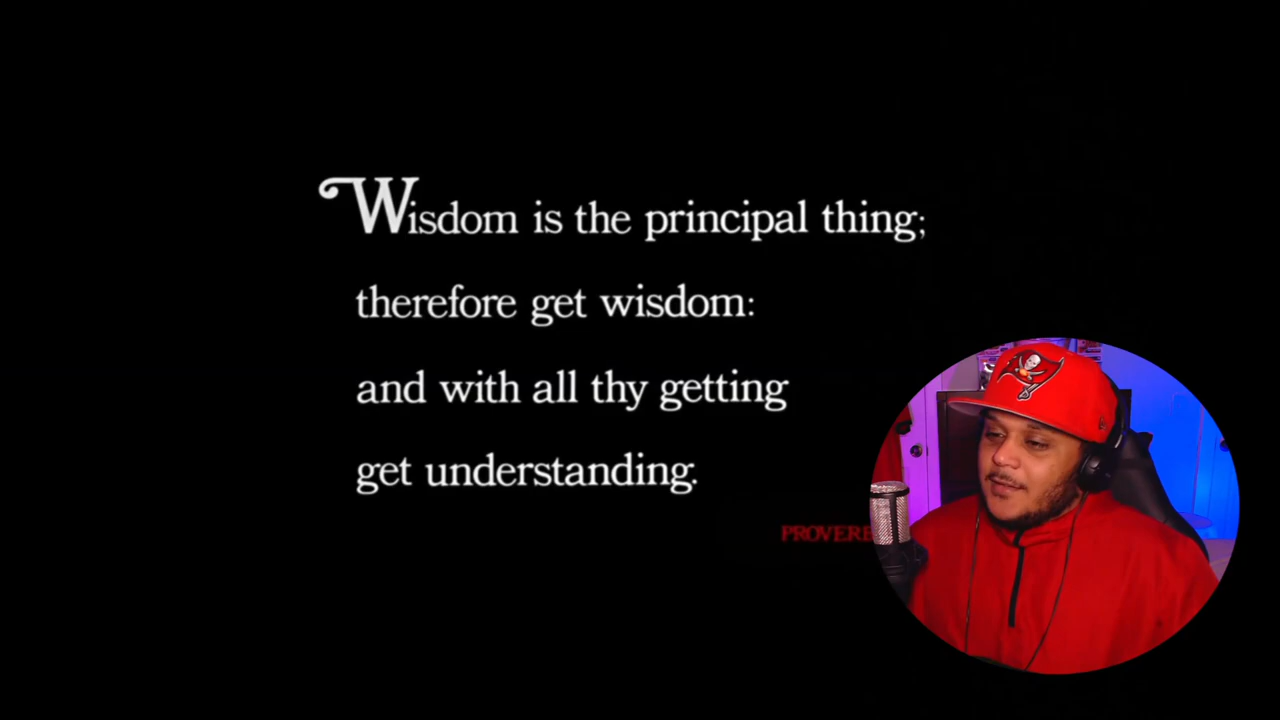 Wisdom is the principal thing;
therefore get wisdom:
and with all thy getting
get understanding.